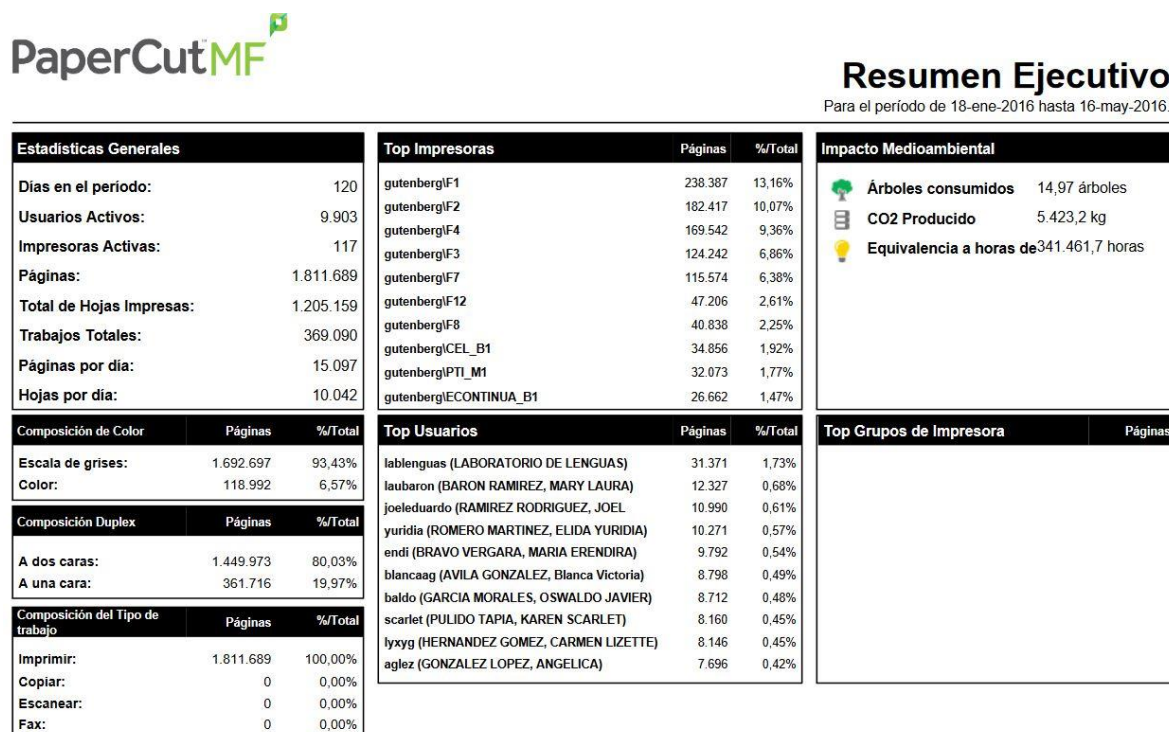 PaperCut™MF
Resumen Ejecutivo
Para el período de 18-ene-2016 hasta 16-may-2016.
Estadísticas Generales
Días en el período: 120
Usuarios Activos: 9.903
Impresoras Activas: 117
Páginas: 1.811.689
Total de Hojas Impresas: 1.205.159
Trabajos Totales: 369.090
Páginas por día: 15.097
Hojas por día: 10.042
Composición de Color Páginas %/Total
Escala de grises: 1.692.697 93,43%
Color: 118.992 6,57%
Composición Duplex Páginas %/Total
A dos caras: 1.449.973 80,03%
A una cara: 361.716 19,97%
Composición del Tipo de
trabajo Páginas %/Total
Imprimir: 1.811.689 100,00%
Copiar: 0 0,00%
Escanear: 0 0,00%
Fax: 0 0,00%
Top Impresoras Páginas %/Total
gutenberg\F1 238.387 13,16%
gutenberg\F2 182.417 10,07%
gutenberg\F4 169.542 9,36%
gutenberg\F3 124.242 6,86%
gutenberg\F7 115.574 6,38%
gutenberg\F12 47.206 2,61%
gutenberg\F8 40.838 2,25%
gutenberg\CEL_B1 34.856 1,92%
gutenberg\PTI_M1 32.073 1,77%
gutenberg\ECONTINUA_B1 26.662 1,47%
Top Usuarios Páginas %/Total
lablenguas (LABORATORIO DE LENGUAS) 31.371 1,73%
laubaron (BARON RAMIREZ, MARY LAURA) 12.327 0,68%
joeleduardo (RAMIREZ RODRIGUEZ, JOEL 10.990 0,61%
yuridia (ROMERO MARTINEZ, ELIDA YURIDIA) 10.271 0,57%
endi (BRAVO VERGARA, MARIA ERENDIRA) 9.792 0,54%
blancaag (AVILA GONZALEZ, Blanca Victoria) 8.798 0,49%
baldo (GARCIA MORALES, OSWALDO JAVIER) 8.712 0,48%
scarlet (PULIDO TAPIA, KAREN SCARLET) 8.160 0,45%
lyxyg (HERNANDEZ GOMEZ, CARMEN LIZETTE) 8.146 0,45%
aglez (GONZALEZ LOPEZ, ANGELICA) 7.696 0,42%
Impacto Medioambiental
Árboles consumidos 14,97 árboles
CO2 Producido 5.423,2 kg
Equivalencia a horas de 341.461,7 horas
Top Grupos de Impresora Páginas